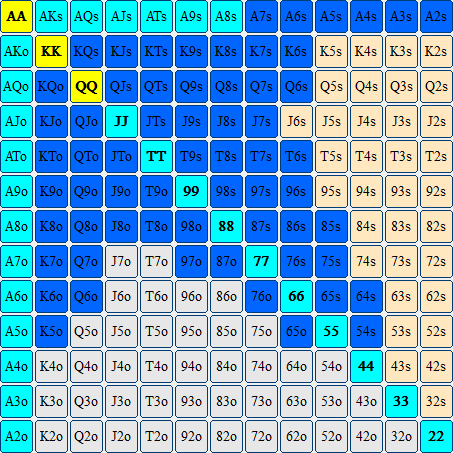 AA AKs AQs AJs ATs A9s A8s A7s A6s A5s A4s A3s A2s
AKo KK KQs KJs KTs K9s K8s K7s K6s K5s K4s K3s K2s
AQo KQo QQ QJs QTs Q9s Q8s Q7s Q6s Q5s Q4s Q3s Q2s
AJo KJo QJo JJ JTs J9s J8s J7s J6s J5s J4s J3s J2s
ATo KTo QTo JTo TT T9s T8s T7s T6s T5s T4s T3s T2s
A9o K9o Q9o J9o T9o 99 98s 97s 96s 95s 94s 93s 92s
A8o K8o Q8o J8o T8o 98o 88 87s 86s 85s 84s 83s 82s
A7o K7o Q7o J7o T7o 97o 87o 77 76s 75s 74s 73s 72s
A6o K6o Q6o J6o T6o 96o 86o 76o 66 65s 64s 63s 62s
A5o K5o Q5o J5o T5o 95o 85o 75o 65o 55 54s 53s 52s
A4o K4o Q4o J4o T4o 94o 84o 74o 64o 54o 44 43s 42s
A3o K3o Q3o J3o T3o 93o 83o 73o 63o 53o 43o 33 32s
A2o K2o Q2o J2o T2o 92o 82o 72o 62o 52o 42o 32o 22